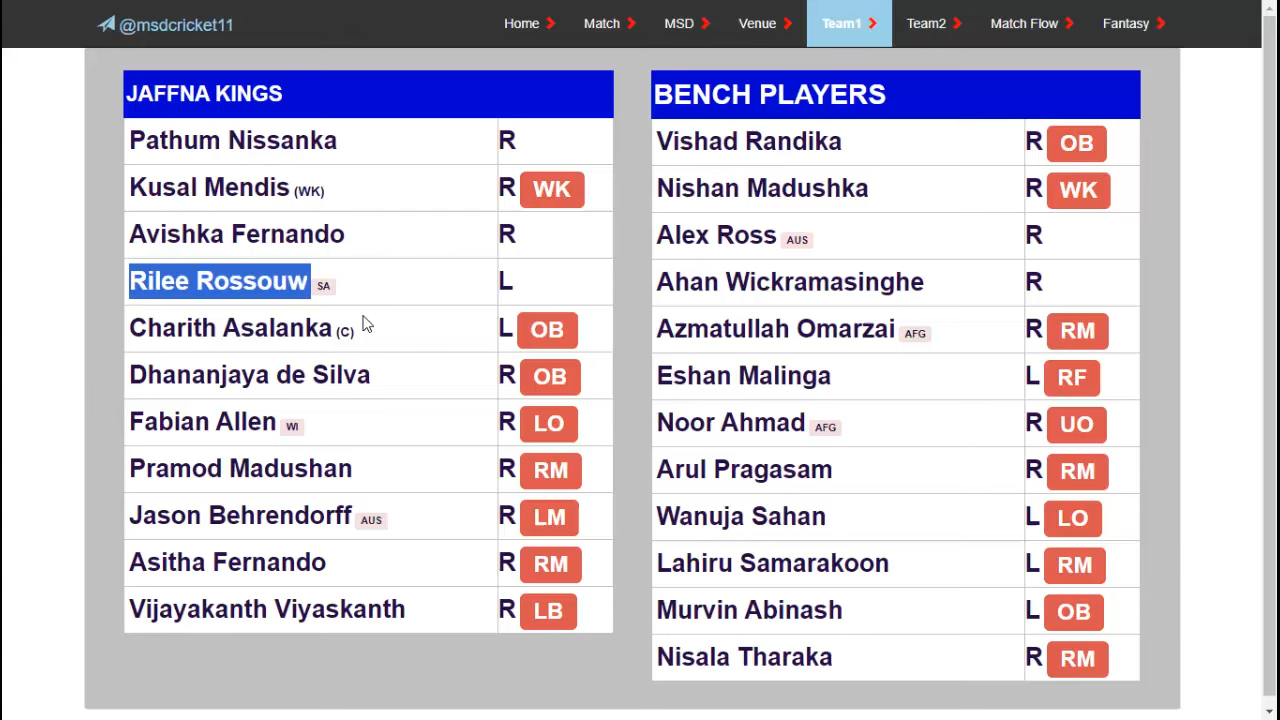 @msdcricket11 Home Match MSD Venue Team1 Team2 Match Flow Fantasy
JAFFNA KINGS
Pathum Nissanka R
Kusal Mendis (WK) R WK
Avishka Fernando R
Rilee Rossouw SA L
Charith Asalanka (C) L OB
Dhananjaya de Silva R OB
Fabian Allen WI R LO
Pramod Madushan R RM
Jason Behrendorff AUS R LM
Asitha Fernando R RM
Vijayakanth Viyaskanth R LB
BENCH PLAYERS
Vishad Randika R OB
Nishan Madushka R WK
Alex Ross AUS R
Ahan Wickramasinghe R
Azmatullah Omarzai AFG R RM
Eshan Malinga L RF
Noor Ahmad AFG R UO
Arul Pragasam R RM
Wanuja Sahan L LO
Lahiru Samarakoon L RM
Murvin Abinash L OB
Nisala Tharaka R RM